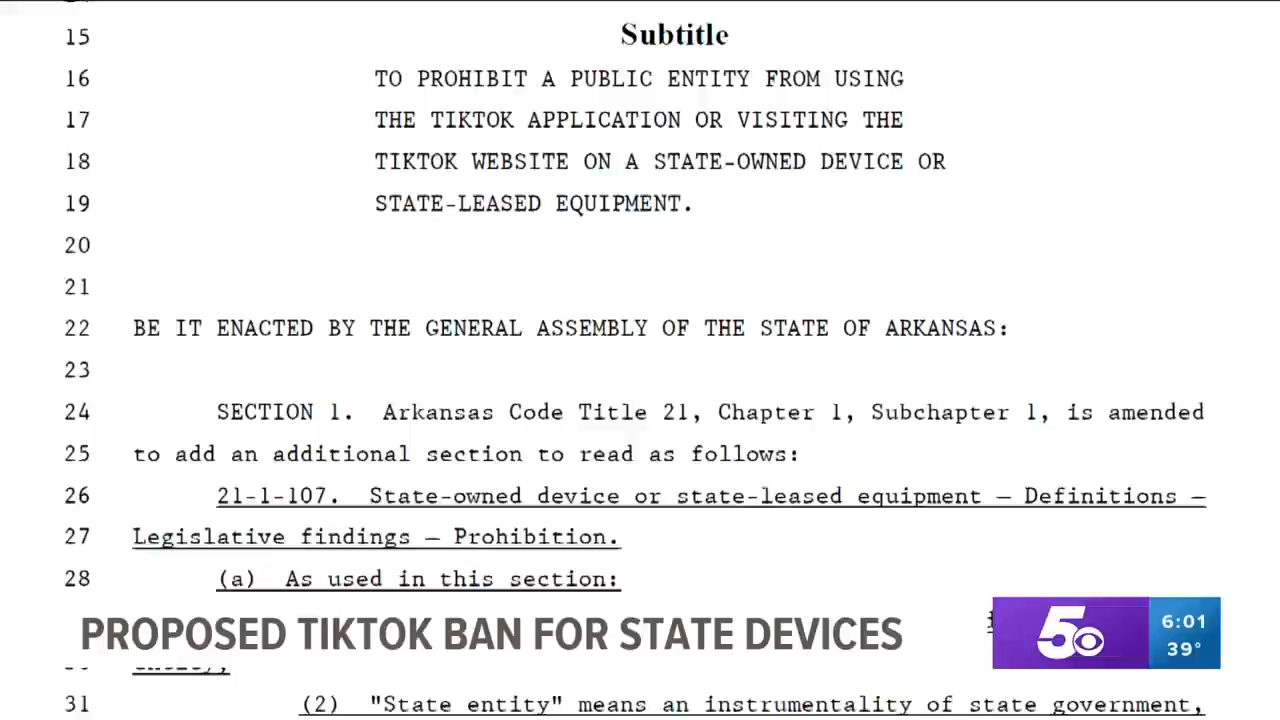 15 Subtitle
16 TO PROHIBIT A PUBLIC ENTITY FROM USING
17 THE TIKTOK APPLICATION OR VISITING THE
18 TIKTOK WEBSITE ON A STATE-OWNED DEVICE OR
19 STATE-LEASED EQUIPMENT.
20
21
22 BE IT ENACTED BY THE GENERAL ASSEMBLY OF THE STATE OF ARKANSAS:
23
24 SECTION 1. Arkansas Code Title 21, Chapter 1, Subchapter 1, is amended
25 to add an additional section to read as follows:
26 21-1-107. State-owned device or state-leased equipment — Definitions —
27 Legislative findings — Prohibition.
28 (a) As used in this section:
PROPOSED TIKTOK BAN FOR STATE DEVICES
5
6:01
39°
31 (2) "State entity" means an instrumentality of state government,